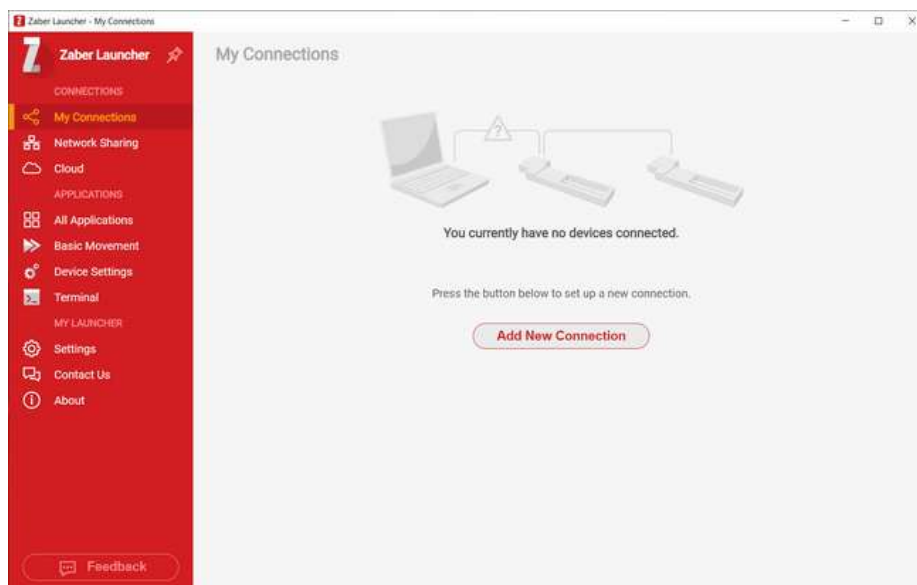 Zaber Launcher - My Connections
Zaber Launcher
My Connections
CONNECTIONS
My Connections
Network Sharing
Cloud
APPLICATIONS
All Applications
Basic Movement
Device Settings
Terminal
MY LAUNCHER
Settings
Contact Us
About
Feedback
?
You currently have no devices connected.
Press the button below to set up a new connection.
Add New Connection